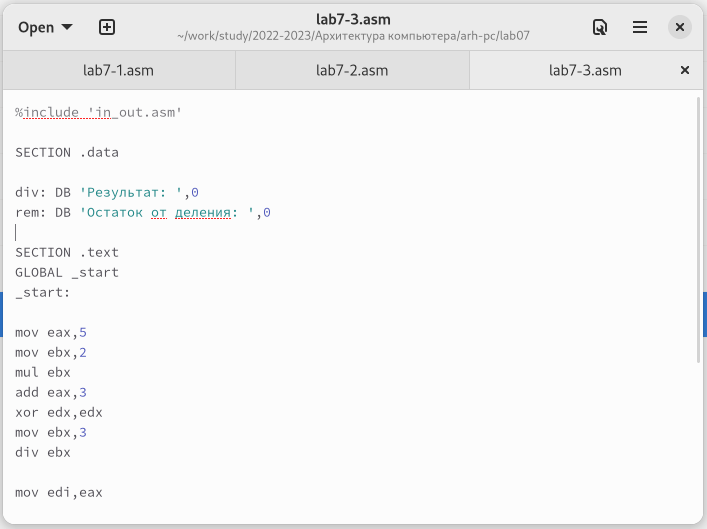 Open
lab7-3.asm
~/work/study/2022-2023/Архитектура компьютера/arh-pc/lab07
lab7-1.asm
lab7-2.asm
lab7-3.asm
%include 'in_out.asm'
SECTION .data
div: DB 'Результат: ',0
rem: DB 'Остаток от деления: ',0
SECTION .text
GLOBAL _start
_start:
mov eax,5
mov ebx,2
mul ebx
add eax,3
xor edx,edx
mov ebx,3
div ebx
mov edi,eax